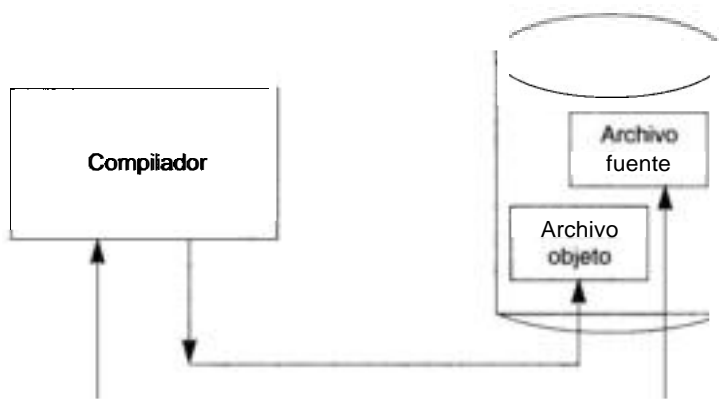 Compilador
Archivo
fuente
Archivo
objeto